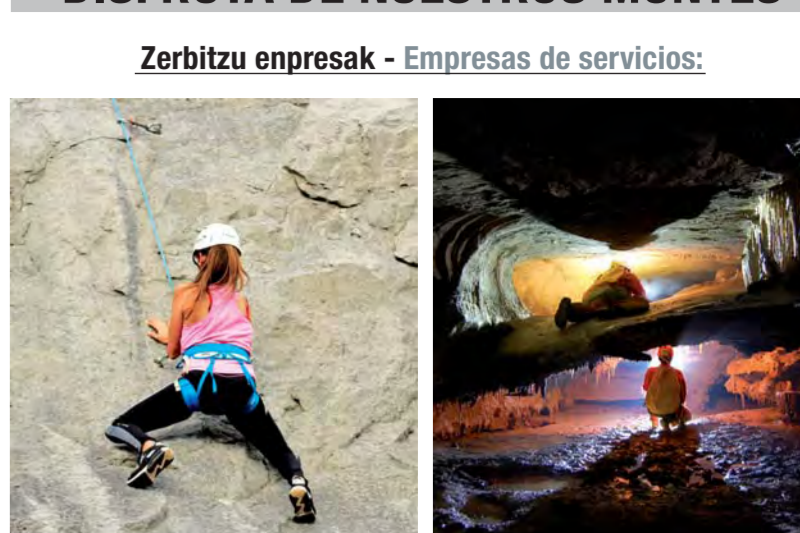 DISFRUTA DE NUESTROS MONTES
Zerbitzu enpresak - Empresas de servicios: